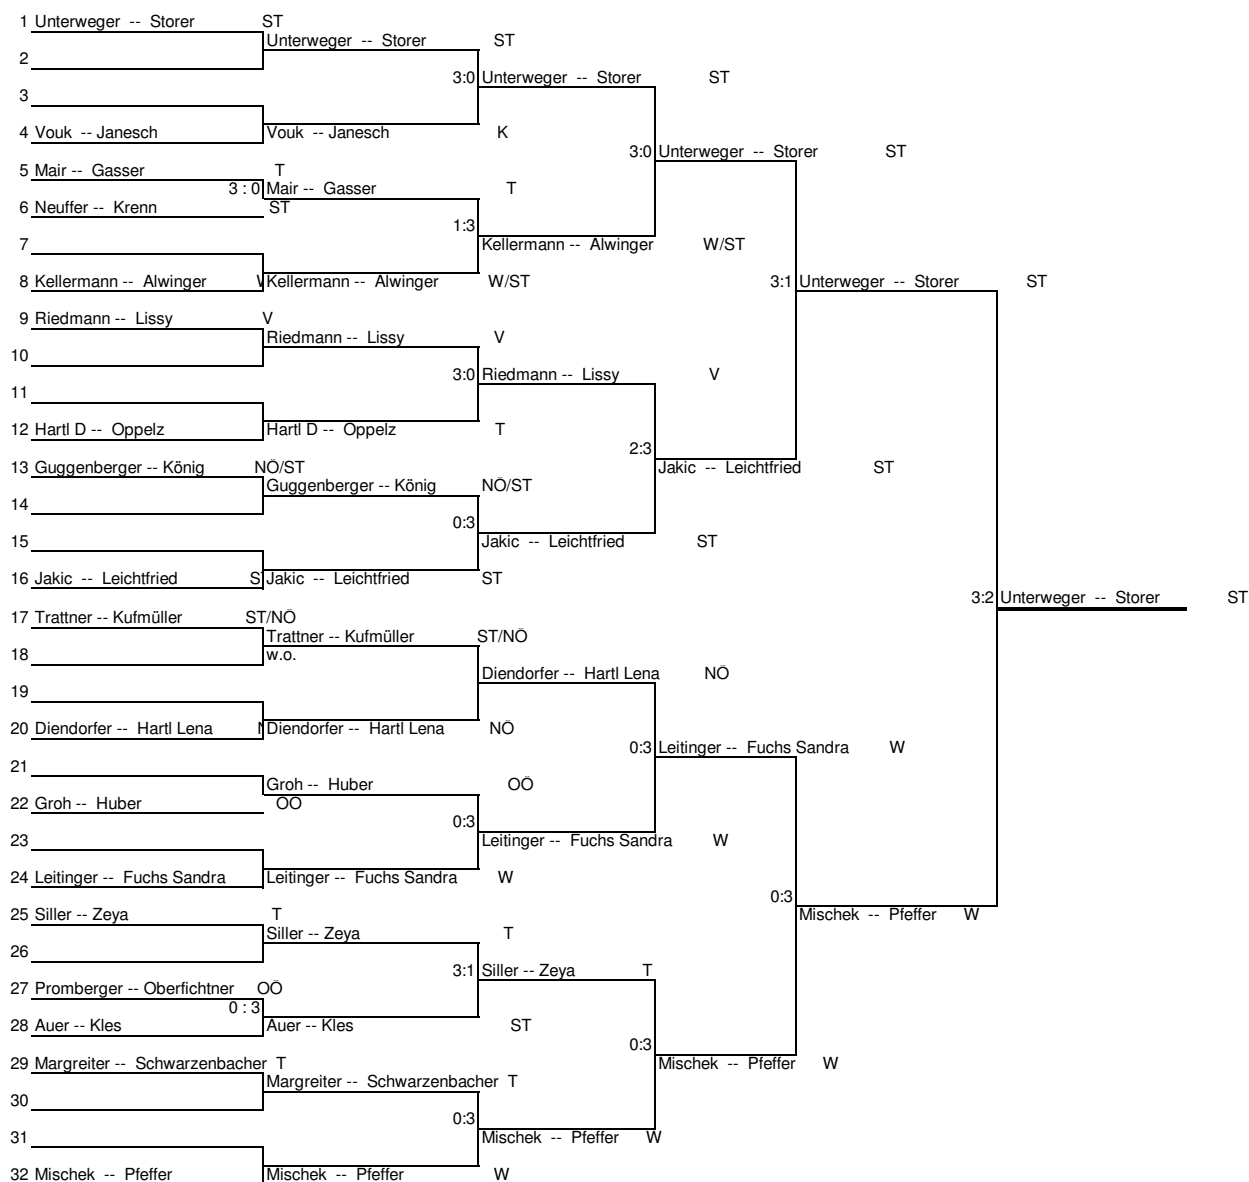 1 Unterweger -- Storer ST
Unterweger -- Storer ST
2
3:0 Unterweger -- Storer ST
3
4 Vouk -- Janesch Vouk -- Janesch K
3:0 Unterweger -- Storer ST
5 Mair -- Gasser T
3 : 0 Mair -- Gasser T
6 Neuffer -- Krenn ST
1:3
7 Kellermann -- Alwinger W/ST
8 Kellermann -- Alwinger Kellermann -- Alwinger W/ST
3:1 Unterweger -- Storer ST
9 Riedmann -- Lissy V
Riedmann -- Lissy V
10
3:0 Riedmann -- Lissy V
11
12 Hartl D -- Oppelz Hartl D -- Oppelz T
2:3
13 Guggenberger -- König NÖ/ST Jakic -- Leichtfried ST
Guggenberger -- König NÖ/ST
14
0:3
15 Jakic -- Leichtfried ST
16 Jakic -- Leichtfried S Jakic -- Leichtfried ST
3:2 Unterweger -- Storer ST
17 Trattner -- Kufmüller ST/NÖ
Trattner -- Kufmüller ST/NÖ
18 w.o.
Diendorfer -- Hartl Lena NÖ
19
20 Diendorfer -- Hartl Lena Diendorfer -- Hartl Lena NÖ
0:3 Leitinger -- Fuchs Sandra W
21
Groh -- Huber OÖ
22 Groh -- Huber OÖ
0:3
23 Leitinger -- Fuchs Sandra W
24 Leitinger -- Fuchs Sandra Leitinger -- Fuchs Sandra W
0:3
25 Siller -- Zeya T Mischek -- Pfeffer W
Siller -- Zeya T
26
3:1 Siller -- Zeya T
27 Promberger -- Oberfichtner OÖ
0 : 3
28 Auer -- Kles Auer -- Kles ST
0:3
29 Margreiter -- Schwarzenbacher T Mischek -- Pfeffer W
Margreiter -- Schwarzenbacher T
30
0:3
31 Mischek -- Pfeffer W
32 Mischek -- Pfeffer Mischek -- Pfeffer W